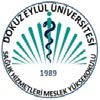 DOKUZ EYLÜL ÜNİVERSİTESİ
SAĞLIK HİZMETLERİ MESLEK YÜKSEKOKULU
1989